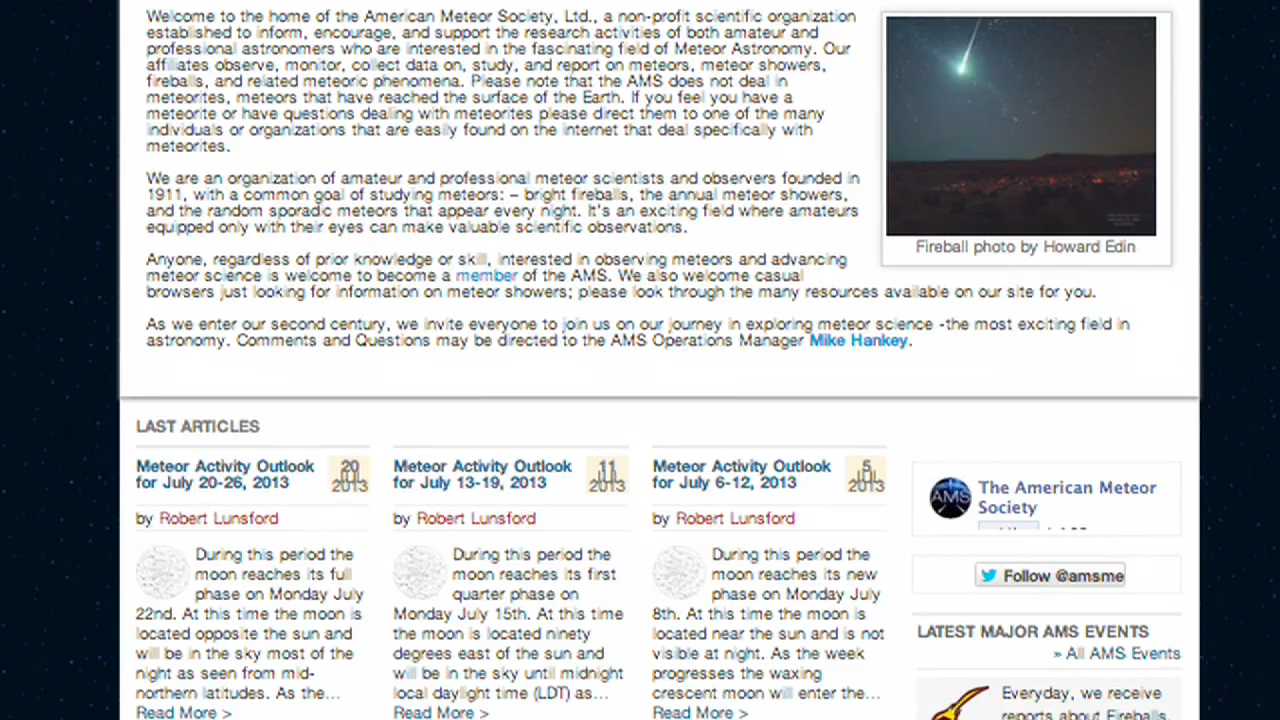 Welcome to the home of the American Meteor Society, Ltd., a non-profit scientific organization
established to inform, encourage, and support the research activities of both amateur and
professional astronomers who are interested in the fascinating field of Meteor Astronomy. Our
affiliates observe, monitor, collect data on, study, and report on meteors, meteor showers,
fireballs, and related meteoric phenomena. Please note that the AMS does not deal in
meteorites, meteors that have reached the surface of the Earth. If you feel you have a
meteorite or have questions dealing with meteorites please direct them to one of the many
individuals or organizations that are easily found on the internet that deal specifically with
meteorites.
We are an organization of amateur and professional meteor scientists and observers founded in
1911, with a common goal of studying meteors: – bright fireballs, the annual meteor showers,
and the random sporadic meteors that appear every night. It's an exciting field where amateurs
equipped only with their eyes can make valuable scientific observations.
Fireball photo by Howard Edin
Anyone, regardless of prior knowledge or skill, interested in observing meteors and advancing
meteor science is welcome to become a member of the AMS. We also welcome casual
browsers just looking for information on meteor showers; please look through the many resources available on our site for you.
As we enter our second century, we invite everyone to join us on our journey in exploring meteor science -the most exciting field in
astronomy. Comments and Questions may be directed to the AMS Operations Manager Mike Hankey.
LAST ARTICLES
Meteor Activity Outlook
for July 20-26, 2013
20
JUL
2013
by Robert Lunsford
During this period the
moon reaches its full
phase on Monday July
22nd. At this time the moon is
located opposite the sun and
will be in the sky most of the
night as seen from mid-
northern latitudes. As the...
Read More >
Meteor Activity Outlook
for July 13-19, 2013
11
JUL
2013
by Robert Lunsford
During this period the
moon reaches its first
quarter phase on
Monday July 15th. At this time
the moon is located ninety
degrees east of the sun and
will be in the sky until midnight
local daylight time (LDT) as...
Read More >
Meteor Activity Outlook
for July 6-12, 2013
5
JUL
2013
by Robert Lunsford
During this period the
moon reaches its new
phase on Monday July
8th. At this time the moon is
located near the sun and is not
visible at night. As the week
progresses the waxing
crescent moon will enter the...
Read More >
AMS
The American Meteor
Society
Follow @amsme
LATEST MAJOR AMS EVENTS
» All AMS Events
Everyday, we receive
reports about Fireballs.